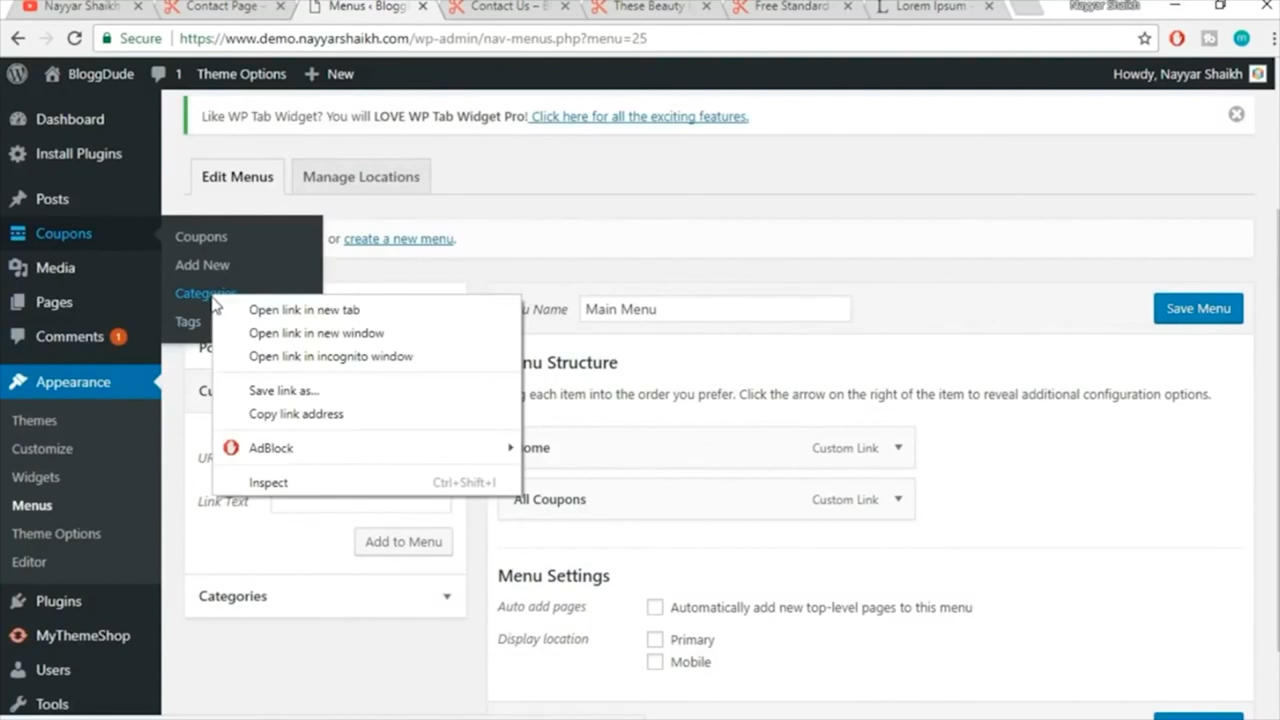 Nayyar Shaikh
Contact Page -
Menus ‹ Blogg
Contact Us – B
These Beauty
Free Standard
Lorem Ipsum -
Nayyar Shaikh
Secure
https://www.demo.nayyarshaikh.com/wp-admin/nav-menus.php?menu=25
BloggDude
1
Theme Options
New
Howdy, Nayyar Shaikh
Dashboard
Install Plugins
Posts
Coupons
Media
Pages
Comments 1
Appearance
Themes
Customize
Widgets
Menus
Theme Options
Editor
Plugins
MyThemeShop
Users
Tools
Coupons
Add New
Categories
Tags
Like WP Tab Widget? You will LOVE WP Tab Widget Pro! Click here for all the exciting features.
Edit Menus
Manage Locations
or create a new menu.
Open link in new tab
Open link in new window
Open link in incognito window
Save link as...
Copy link address
AdBlock
Inspect
Ctrl+Shift+I
Link Text
Add to Menu
Categories
u Name
Main Menu
Save Menu
nu Structure
g each item into the order you prefer. Click the arrow on the right of the item to reveal additional configuration options.
ome
Custom Link
All Coupons
Custom Link
Menu Settings
Auto add pages
Automatically add new top-level pages to this menu
Display location
Primary
Mobile